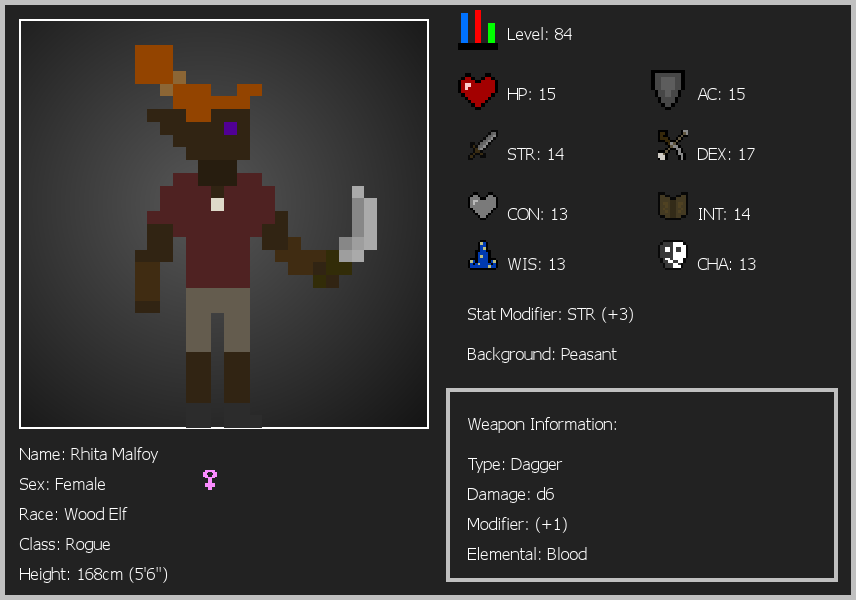 Level: 84
HP: 15
AC: 15
STR: 14
DEX: 17
CON: 13
INT: 14
WIS: 13
CHA: 13
Stat Modifier: STR (+3)
Background: Peasant
Weapon Information:
Type: Dagger
Damage: d6
Modifier: (+1)
Elemental: Blood
Name: Rhita Malfoy
Sex: Female
Race: Wood Elf
Class: Rogue
Height: 168cm (5'6")